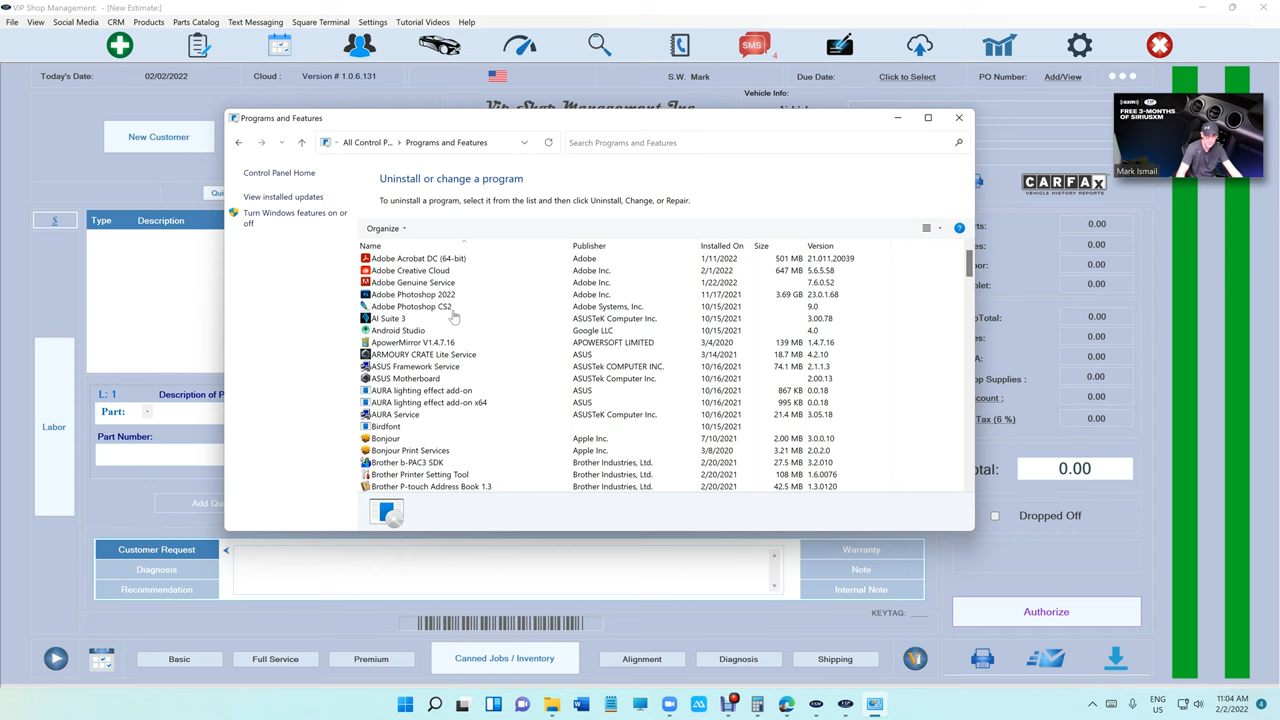 VIP Shop Management: - [New Estimate:]
File View Social Media CRM Products Parts Catalog Text Messaging Square Terminal Settings Tutorial Videos Help
SMS 4
Today's Date: 02/02/2022 Cloud : Version # 1.0.6.131 S.W. Mark Due Date: Click to Select PO Number: Add/View
Vehicle Info:
Vip Shop Management Inc
FREE 3-MONTHS
OF SIRIUSXM
Mark Ismail
New Customer
CARFAX
VEHICLE HISTORY REPORTS
Programs and Features
All Control P... > Programs and Features
Search Programs and Features
Control Panel Home
View installed updates
Turn Windows features on or
off
Uninstall or change a program
To uninstall a program, select it from the list and then click Uninstall, Change, or Repair.
Organize
Name Publisher Installed On Size Version
Adobe Acrobat DC (64-bit) Adobe 1/11/2022 501 MB 21.011.20039
Adobe Creative Cloud Adobe Inc. 2/1/2022 647 MB 5.6.5.58
Adobe Genuine Service Adobe Inc. 1/22/2022 7.6.0.52
Adobe Photoshop 2022 Adobe Inc. 11/17/2021 3.69 GB 23.0.1.68
Adobe Photoshop CS2 Adobe Systems, Inc. 10/15/2021 9.0
AI Suite 3 ASUSTeK Computer Inc. 10/15/2021 3.00.78
Android Studio Google LLC 10/15/2021 4.0
ApowerMirror V1.4.7.16 APOWERSOFT LIMITED 3/4/2020 139 MB 1.4.7.16
ARMOURY CRATE Lite Service ASUS 3/14/2021 18.7 MB 4.2.10
ASUS Framework Service ASUSTeK COMPUTER INC. 10/16/2021 74.1 MB 2.1.1.3
ASUS Motherboard ASUSTek Computer Inc. 10/16/2021 2.00.13
AURA lighting effect add-on ASUS 10/16/2021 867 KB 0.0.18
AURA lighting effect add-on x64 ASUS 10/16/2021 995 KB 0.0.18
AURA Service ASUSTeK Computer Inc. 10/16/2021 21.4 MB 3.05.18
Birdfont 10/15/2021
Bonjour Apple Inc. 7/10/2021 2.00 MB 3.0.0.10
Bonjour Print Services Apple Inc. 3/8/2020 3.21 MB 2.0.2.0
Brother b-PAC3 SDK Brother Industries, Ltd. 2/20/2021 27.5 MB 3.2.010
Brother Printer Setting Tool Brother Industries, Ltd. 2/20/2021 108 MB 1.6.0076
Brother P-touch Address Book 1.3 Brother Industries, Ltd. 2/20/2021 42.5 MB 1.3.0120
S
Type Description
Labor
L: 1 Description of P
Part:
Part Number:
Add Qu
0.00
0.00
0.00
0.00
0.00
0.00
0.00
0.00
Tax (6 %) 0.00
0.00
Dropped Off
Authorize
Customer Request
Diagnosis
Recommendation
Warranty
Note
Internal Note
KEYTAG:
Basic Full Service Premium Canned Jobs / Inventory Alignment Diagnosis Shipping
ENG
US
11:04 AM
2/2/2022
4